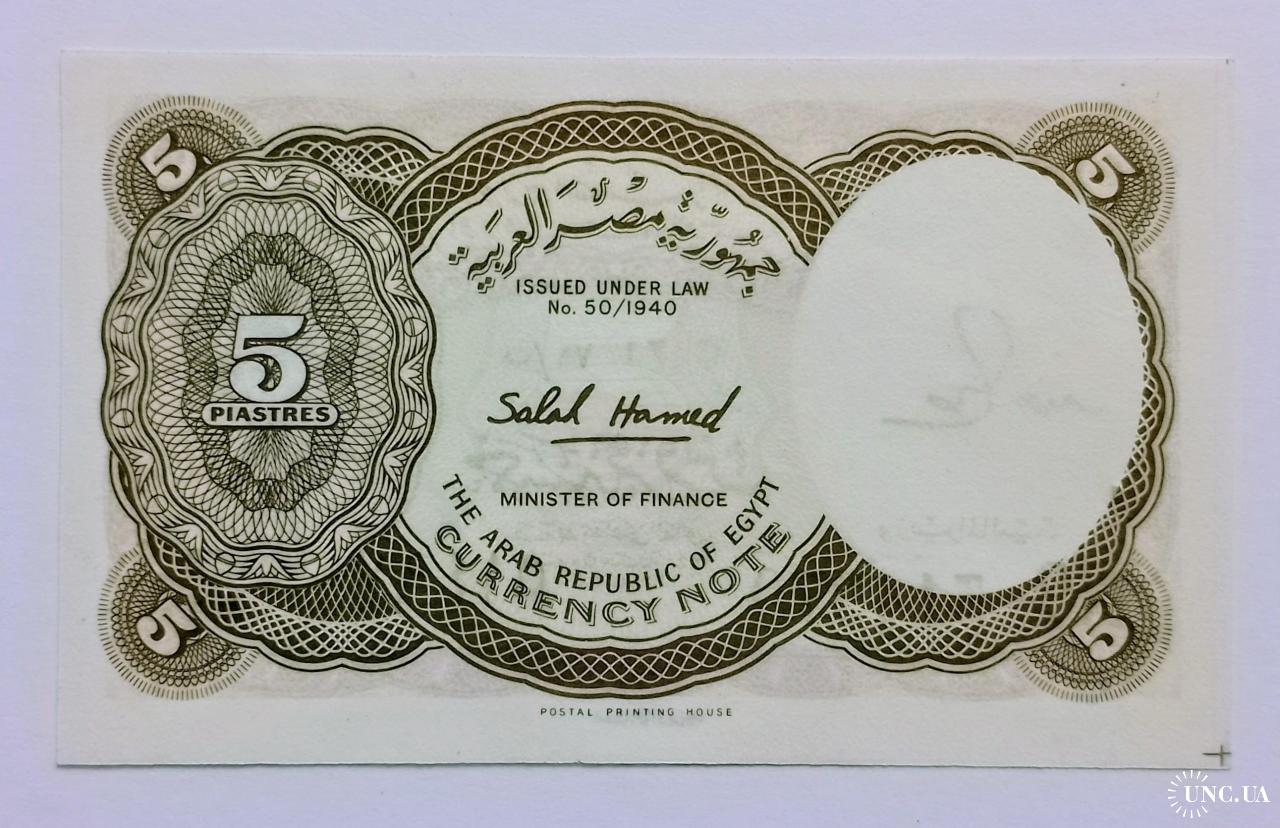 5
5
جمهورية مصر العربية
ISSUED UNDER LAW
No. 50/1940
5
PIASTRES
Salah Hamed
MINISTER OF FINANCE
THE ARAB REPUBLIC OF EGYPT
CURRENCY NOTE
5
5
POSTAL PRINTING HOUSE
UNC.UA